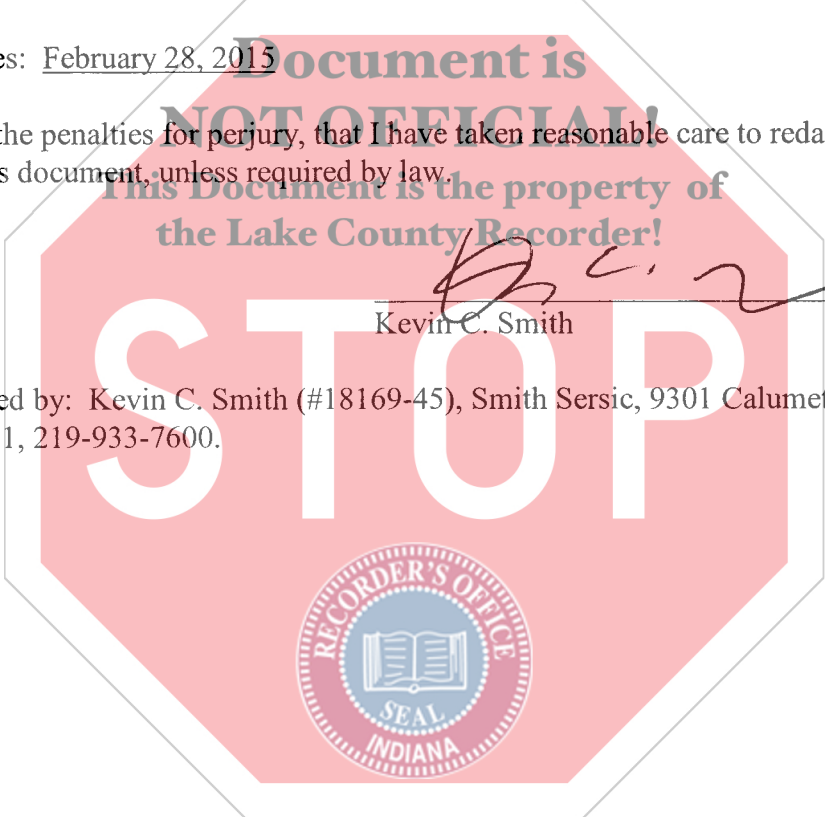 es: February 28, 2015
Document is
NOT OFFICIAL!
the penalties for perjury, that I have taken reasonable care to reda
s document, unless required by law.
This Document is the property of
the Lake County Recorder!
Kevin C. Smith
ed by: Kevin C. Smith (#18169-45), Smith Sersic, 9301 Calumet
1, 219-933-7600.
STOP
RECORDER'S OFFICE
SEAL
INDIANA